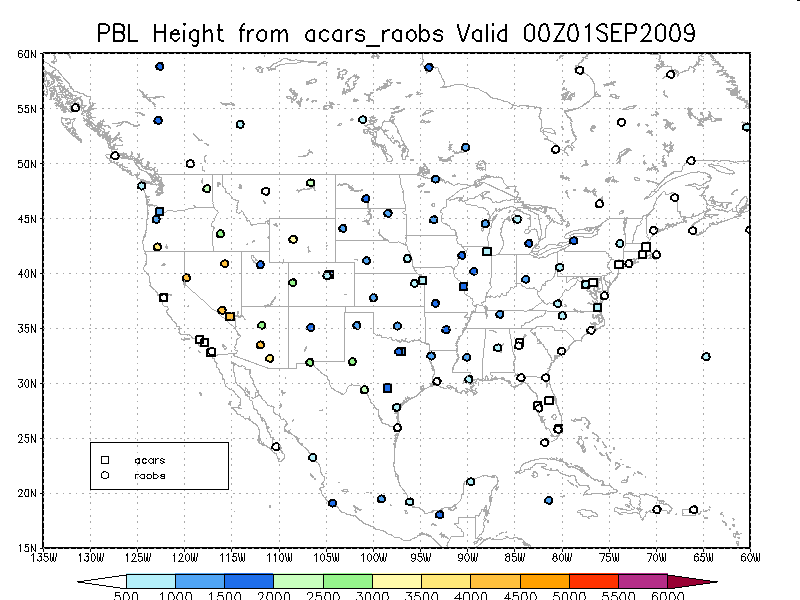 PBL Height from acars_raobs Valid 00Z01SEP2009
60N
55N
50N
45N
40N
35N
30N
25N
20N
15N
acars
raobs
135W 130W 125W 120W 115W 110W 105W 100W 95W 90W 85W 80W 75W 70W 65W 60W
500 1000 1500 2000 2500 3000 3500 4000 4500 5000 5500 6000